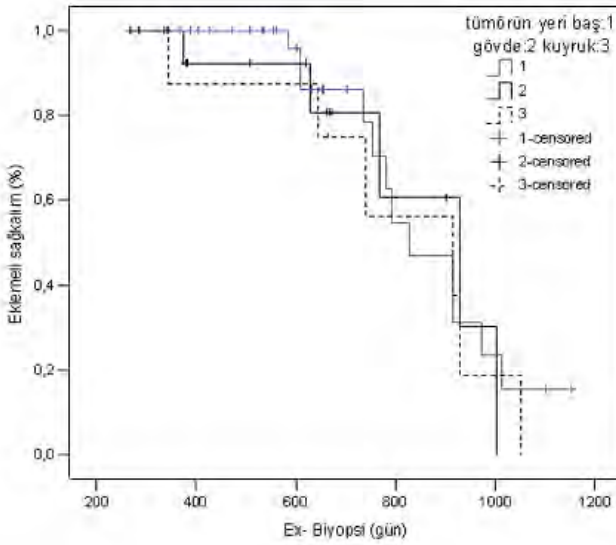 tümörün yeri baş:1
gövde:2 kuyruk:3
1
2
3
1-censored
2-censored
3-censored
Eklemeli sağkalım (%)
1,0
0,8
0,6
0,4
0,2
0,0
200 400 600 800 1000 1200
Ex- Biyopsi (gün)